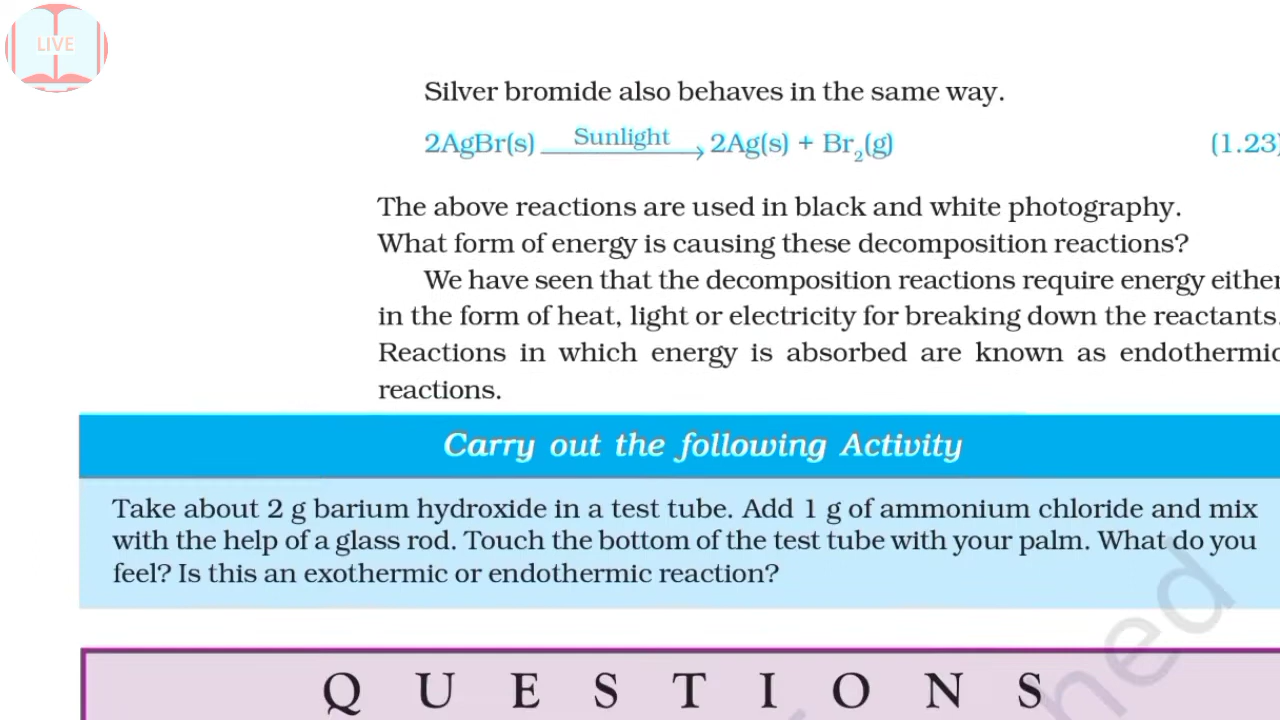 LIVE
Silver bromide also behaves in the same way.
2AgBr(s) Sunlight 2Ag(s) + Br₂(g) (1.23)
The above reactions are used in black and white photography.
What form of energy is causing these decomposition reactions?
We have seen that the decomposition reactions require energy either
in the form of heat, light or electricity for breaking down the reactants.
Reactions in which energy is absorbed are known as endothermic
reactions.
Carry out the following Activity
Take about 2 g barium hydroxide in a test tube. Add 1 g of ammonium chloride and mix
with the help of a glass rod. Touch the bottom of the test tube with your palm. What do you
feel? Is this an exothermic or endothermic reaction?
QUESTIONS